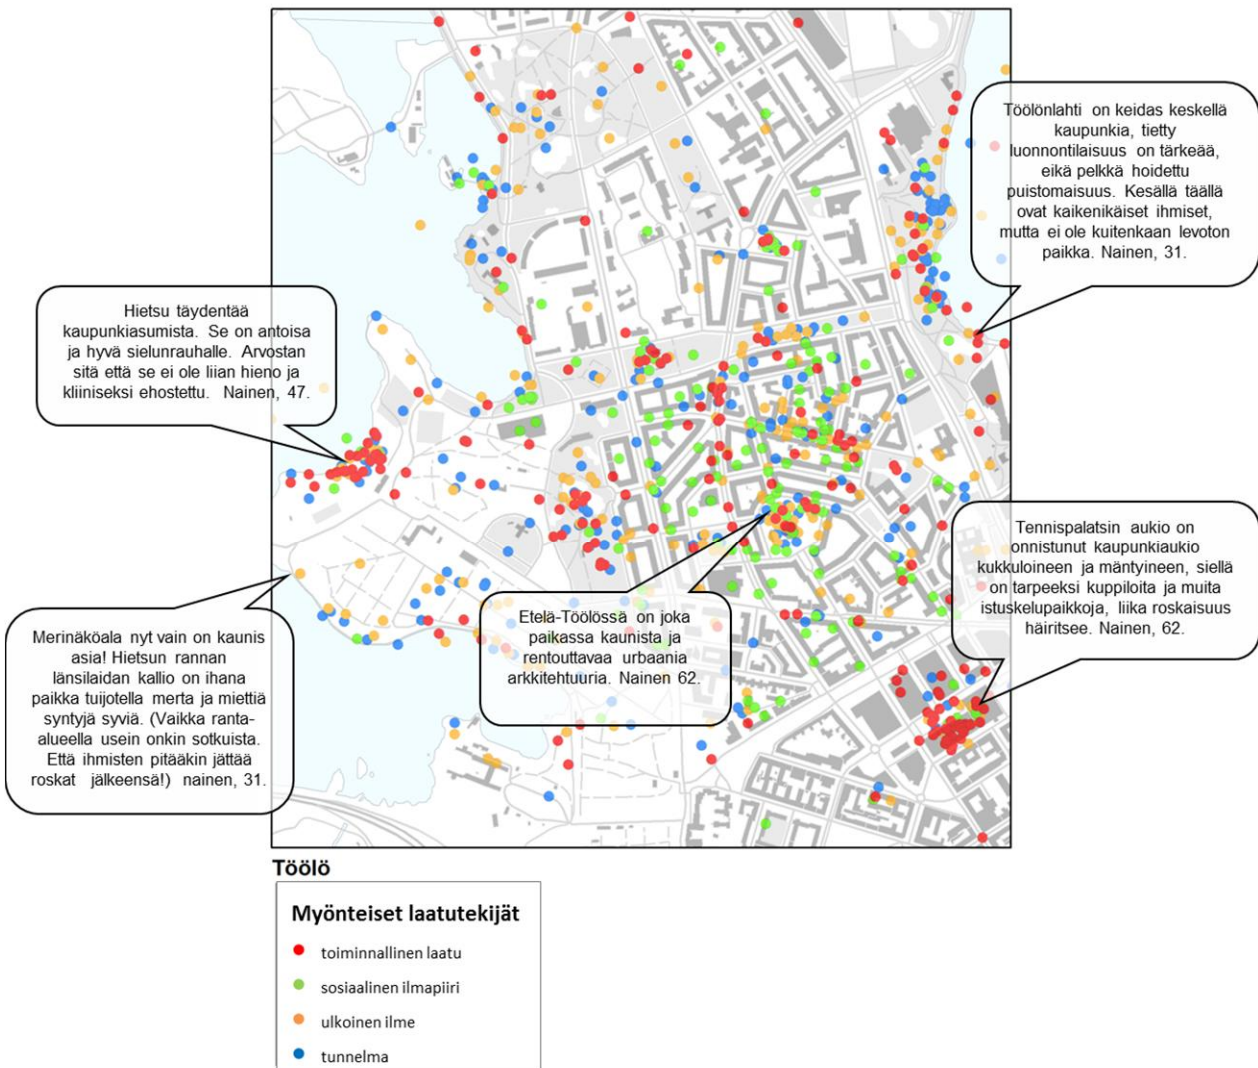 Töölönlahti on keidas keskellä
kaupunkia, tietty
luonnontilaisuus on tärkeää,
eikä pelkkä hoidettu
puistomaisuus. Kesällä täällä
ovat kaikenikäiset ihmiset,
mutta ei ole kuitenkaan levoton
paikka. Nainen, 31.
Hietsu täydentää
kaupunkiasumista. Se on antoisa
ja hyvä sielunrauhalle. Arvostan
sitä että se ei ole liian hieno ja
kliiniseksi ehostettu. Nainen, 47.
Tennispalatsin aukio on
onnistunut kaupunkiaukio
kukkuloineen ja mäntyineen, siellä
on tarpeeksi kuppiloita ja muita
istuskelupaikkoja, liika roskaisuus
häiritsee. Nainen, 62.
Etelä-Töölössä on joka
paikassa kaunista ja
rentouttavaa urbaania
arkkitehtuuria. Nainen 62.
Merinäköala nyt vain on kaunis
asia! Hietsun rannan
länsilaidan kallio on ihana
paikka tuijotella merta ja miettiä
syntyjä syviä. (Vaikka ranta-
alueella usein onkin sotkuista.
Että ihmisten pitääkin jättää
roskat jälkeensä!) nainen, 31.
Töölö
Myönteiset laatutekijät
toiminnallinen laatu
sosiaalinen ilmapiiri
ulkoinen ilme
tunnelma